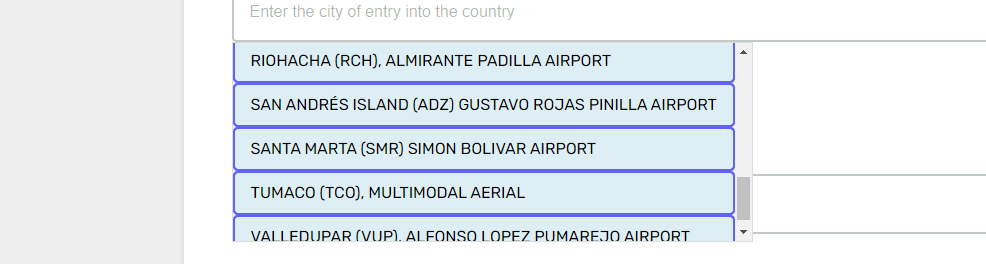 Enter the city of entry into the country
RIOHACHA (RCH), ALMIRANTE PADILLA AIRPORT
SAN ANDRÉS ISLAND (ADZ) GUSTAVO ROJAS PINILLA AIRPORT
SANTA MARTA (SMR) SIMON BOLIVAR AIRPORT
TUMACO (TCO), MULTIMODAL AERIAL
VALLEDUPAR (VUP), ALFONSO LOPEZ PUMAREJO AIRPORT